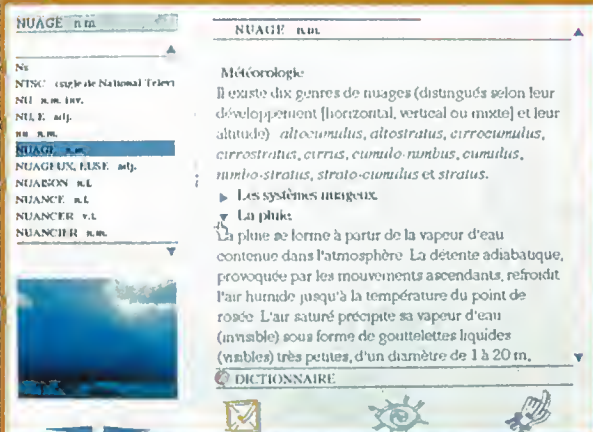 NUAGE n.m.
Ns
NTSC sigle de National Televi
NU n.m. inv.
NU, E adj.
nu n.m.
NUAGE n.m.
NUAGEUX, EUSE adj.
NUAISON n.f.
NUANCE n.f.
NUANCER v.t.
NUANCIER n.m.
NUAGE n.m.
Météorologie
Il existe dix genres de nuages (distingués selon leur
développement [horizontal, vertical ou mixte] et leur
altitude) altocumulus, altostratus, cirrocumulus,
cirrostratus, cirrus, cumulo-nimbus, cumulus,
nimbo-stratus, strato-cumulus et stratus.
Les systèmes nuageux.
La pluie.
La pluie se forme à partir de la vapeur d'eau
contenue dans l'atmosphère. La détente adiabatique,
provoquée par les mouvements ascendants, refroidit
l'air humide jusqu'à la température du point de
rosée. L'air saturé précipite sa vapeur d'eau
(invisible) sous forme de gouttelettes liquides
(visibles) très petites, d'un diamètre de 1 à 20 m,
DICTIONNAIRE